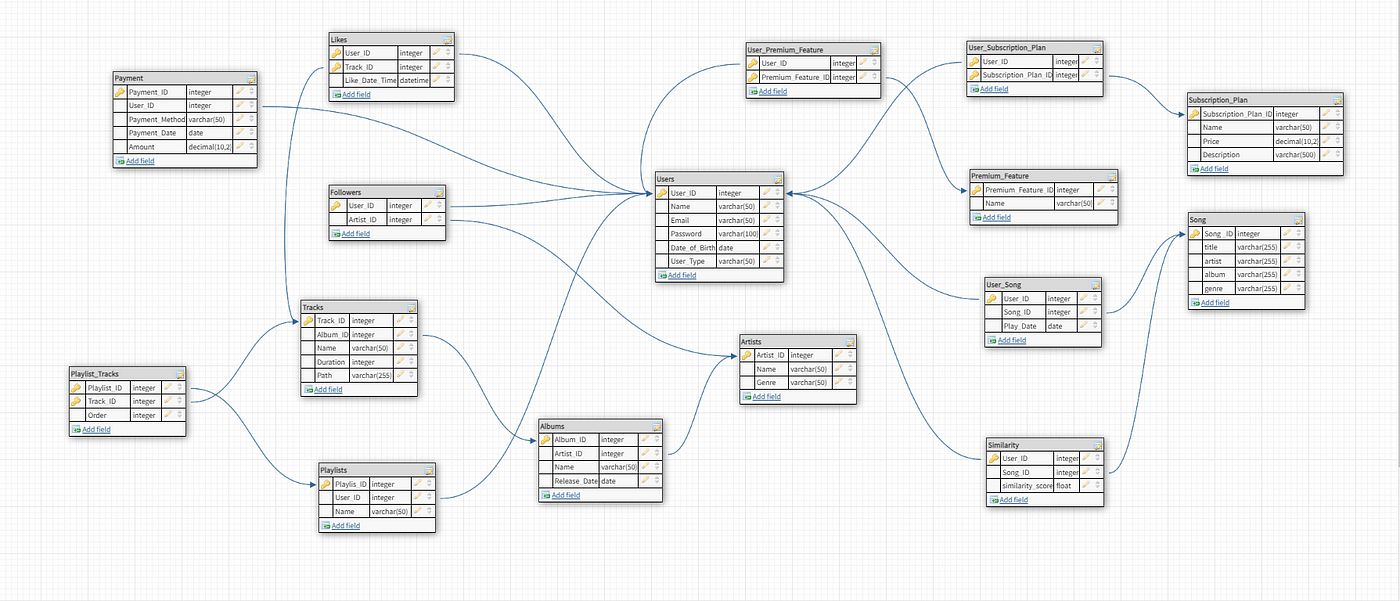 Likes
User_ID integer
Track_ID integer
Like_Date_Time datetime
Add field
User_Premium_Feature
User_ID integer
Premium_Feature_ID integer
Add field
User_Subscription_Plan
User_ID integer
Subscription_Plan_ID integer
Add field
Payment
Payment_ID integer
User_ID integer
Payment_Method varchar(50)
Payment_Date date
Amount decimal(10,2)
Add field
Subscription_Plan
Subscription_Plan_ID integer
Name varchar(50)
Price decimal(10,2)
Description varchar(500)
Add field
Followers
User_ID integer
Artist_ID integer
Add field
Users
User_ID integer
Name varchar(50)
Email varchar(50)
Password varchar(100)
Date_of_Birth date
User_Type varchar(50)
Add field
Premium_Feature
Premium_Feature_ID integer
Name varchar(50)
Add field
Song
Song_ID integer
title varchar(255)
artist varchar(255)
album varchar(255)
genre varchar(255)
Add field
User_Song
User_ID integer
Song_ID integer
Play_Date date
Add field
Tracks
Track_ID integer
Album_ID integer
Name varchar(50)
Duration integer
Path varchar(255)
Add field
Artists
Artist_ID integer
Name varchar(50)
Genre varchar(50)
Add field
Playlist_Tracks
Playlist_ID integer
Track_ID integer
Order integer
Add field
Albums
Album_ID integer
Artist_ID integer
Name varchar(50)
Release_Date date
Add field
Similarity
User_ID integer
Song_ID integer
similarity_score float
Add field
Playlists
Playlis_ID integer
User_ID integer
Name varchar(50)
Add field